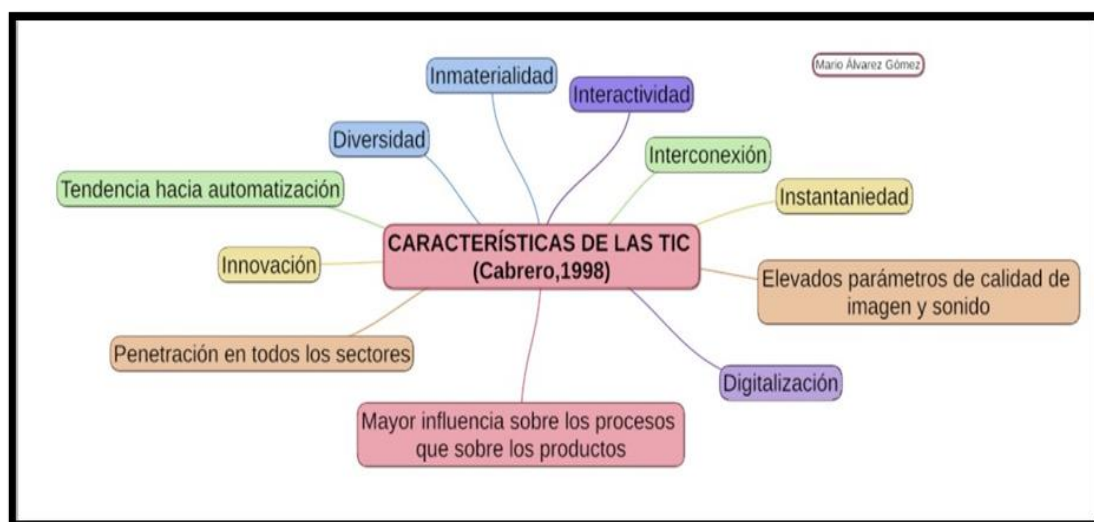 Mario Álvarez Gómez
Inmaterialidad
Interactividad
Diversidad
Interconexión
Tendencia hacia automatización
Instantaniedad
CARACTERÍSTICAS DE LAS TIC
(Cabrero,1998)
Innovación
Elevados parámetros de calidad de
imagen y sonido
Penetración en todos los sectores
Digitalización
Mayor influencia sobre los procesos
que sobre los productos